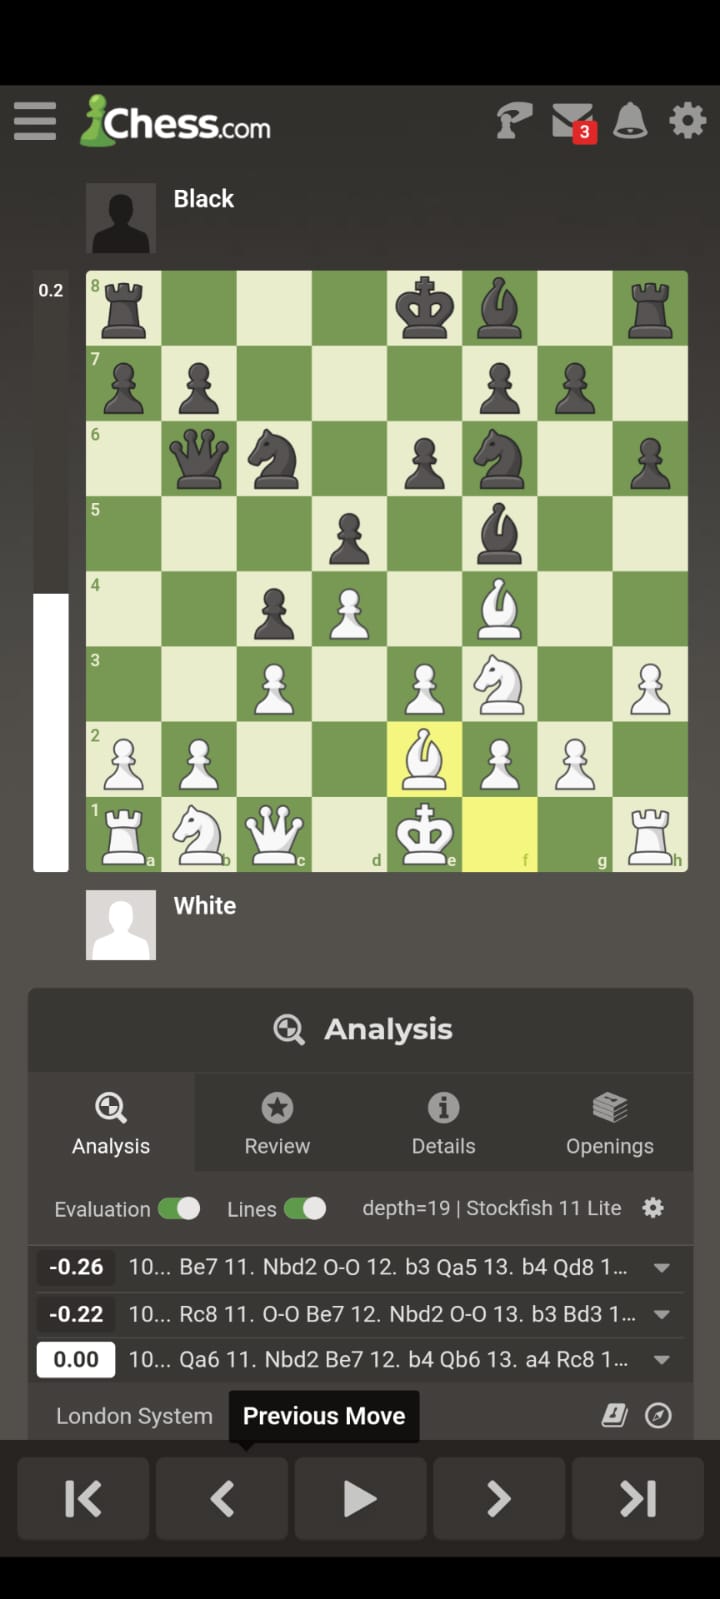 Chess.com
3
Black
0.2
8
7
6
5
4
3
2
1
a b c d e f g h
White
Analysis
Analysis Review Details Openings
Evaluation Lines depth=19 | Stockfish 11 Lite
-0.26 10... Be7 11. Nbd2 O-O 12. b3 Qa5 13. b4 Qd8 1...
-0.22 10... Rc8 11. O-O Be7 12. Nbd2 O-O 13. b3 Bd3 1...
0.00 10... Qa6 11. Nbd2 Be7 12. b4 Qb6 13. a4 Rc8 1...
London System Previous Move